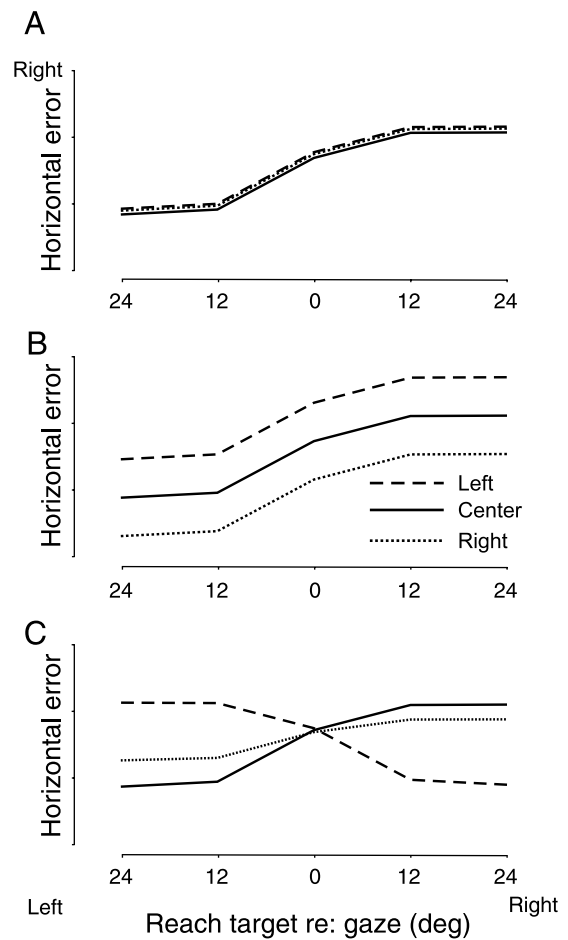 A
Right
Horizontal error
24 12 0 12 24
B
Horizontal error
Left
Center
Right
24 12 0 12 24
C
Horizontal error
24 12 0 12 24
Left
Right
Reach target re: gaze (deg)